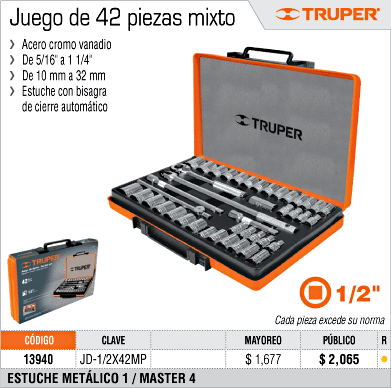 Juego de 42 piezas mixto
TRUPER®
Acero cromo vanadio
De 5/16" a 1 1/4"
De 10 mm a 32 mm
Estuche con bisagra
de cierre automático
TRUPER
TRUPER
42
1/2"
Cada pieza excede su norma
CÓDIGO CLAVE MAYOREO PÚBLICO R
13940 JD-1/2X42MP $ 1,677 $ 2,065
ESTUCHE METÁLICO 1 / MASTER 4